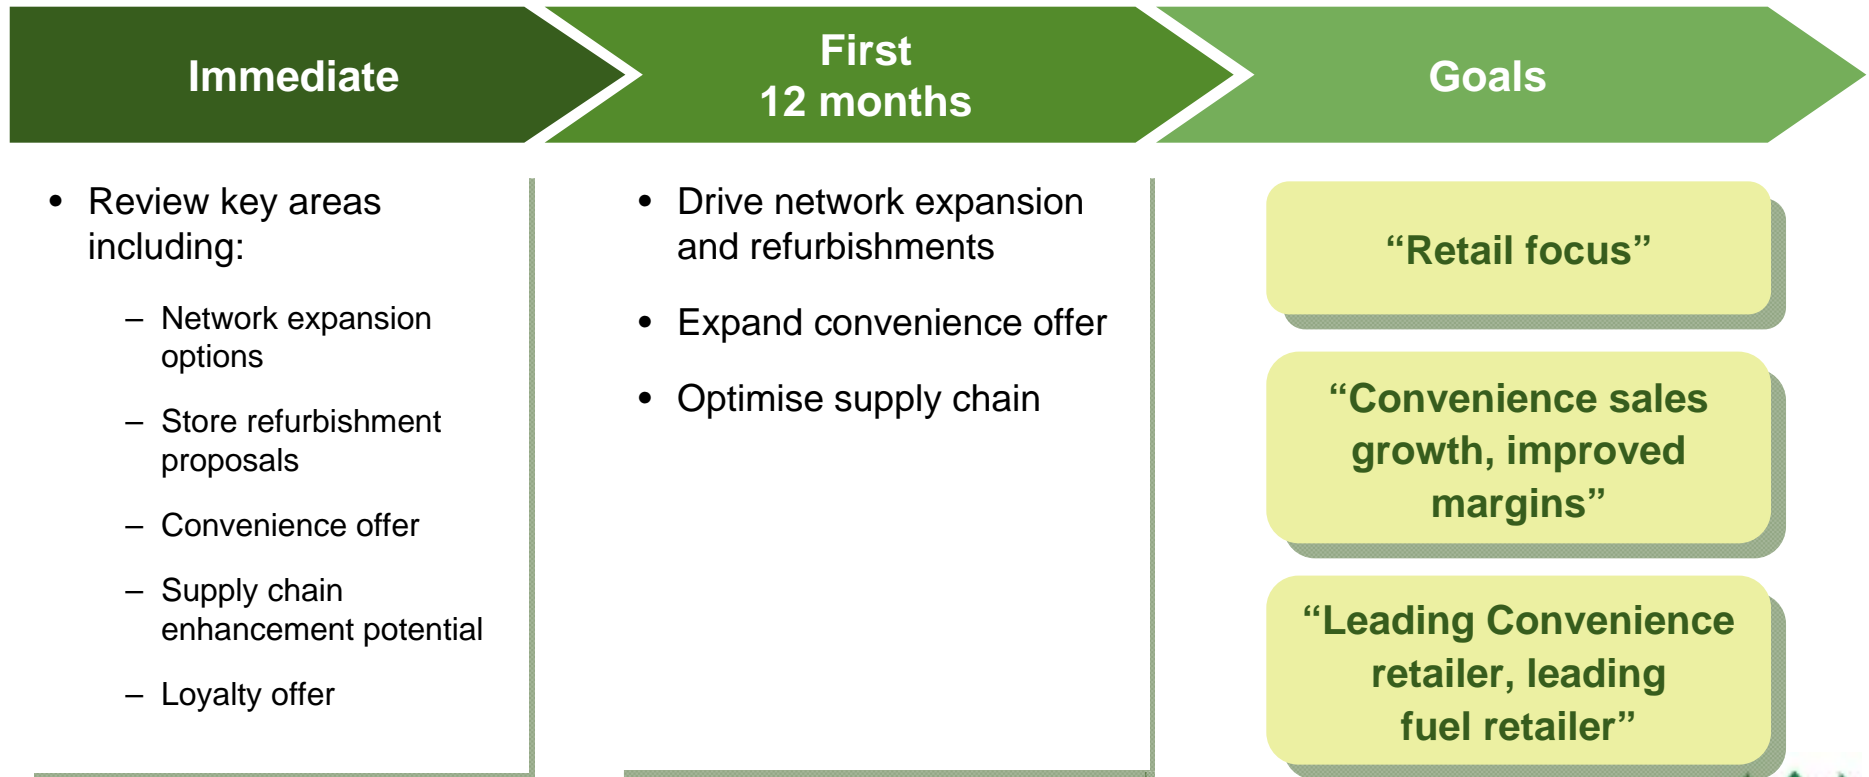 Immediate
First
12 months
Goals
• Review key areas
including:
– Network expansion
options
– Store refurbishment
proposals
– Convenience offer
– Supply chain
enhancement potential
– Loyalty offer
• Drive network expansion
and refurbishments
• Expand convenience offer
• Optimise supply chain
“Retail focus”
“Convenience sales
growth, improved
margins”
“Leading Convenience
retailer, leading
fuel retailer”